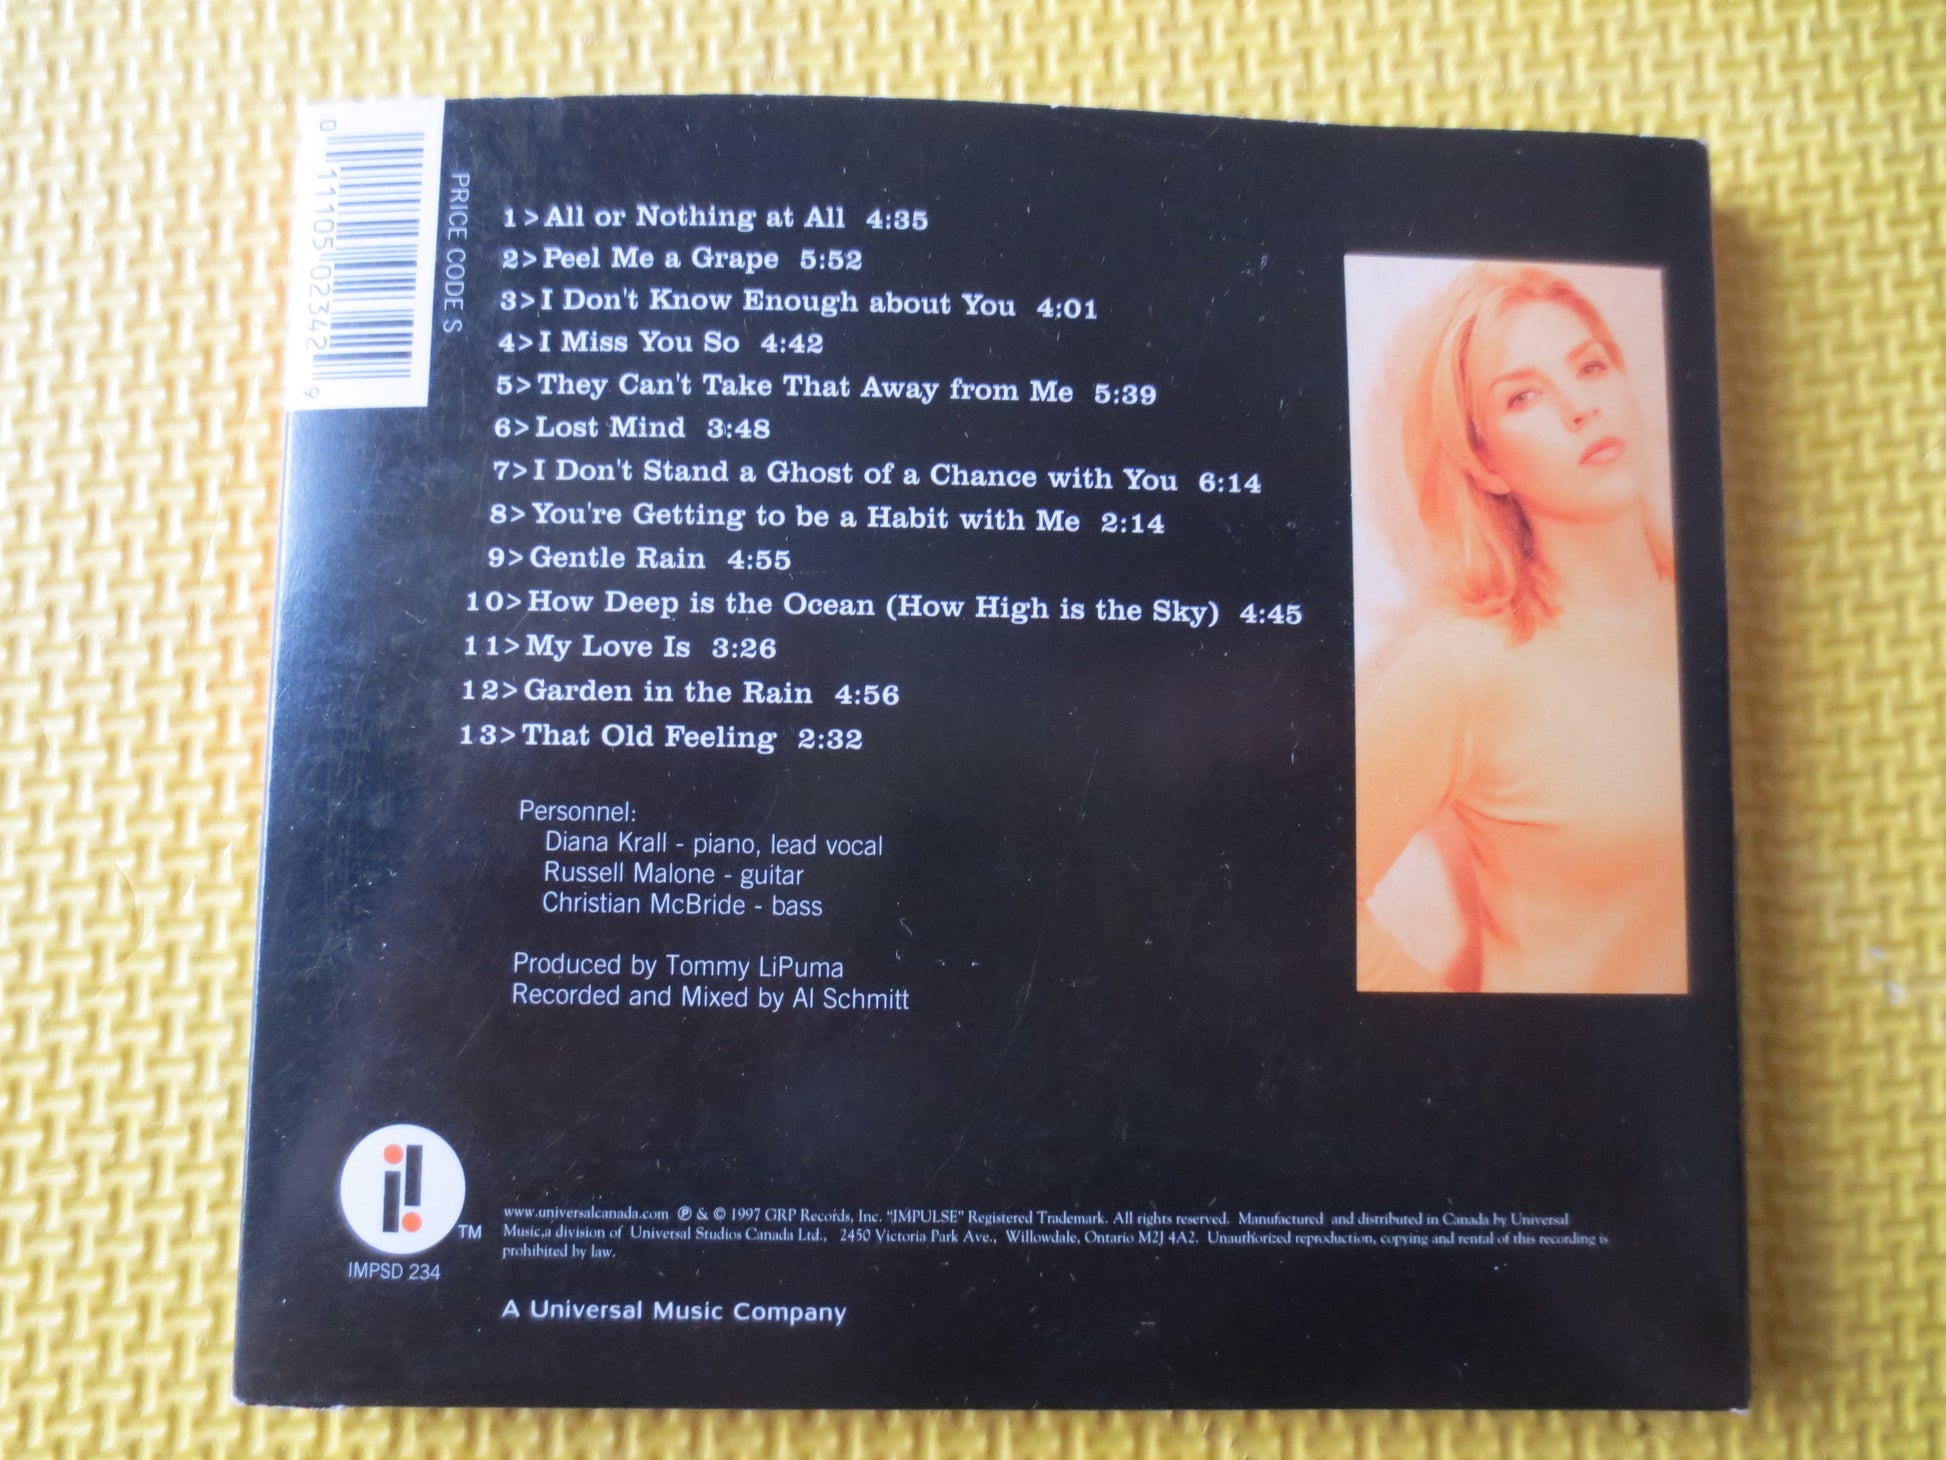 0 11105 02342 9
PRICE CODE S
1>All or Nothing at All 4:35
2>Peel Me a Grape 5:52
3>I Don't Know Enough about You 4:01
4>I Miss You So 4:42
5>They Can't Take That Away from Me 5:39
6>Lost Mind 3:48
7>I Don't Stand a Ghost of a Chance with You 6:14
8>You're Getting to be a Habit with Me 2:14
9>Gentle Rain 4:55
10>How Deep is the Ocean (How High is the Sky) 4:45
11>My Love Is 3:26
12>Garden in the Rain 4:56
13>That Old Feeling 2:32
Personnel:
Diana Krall - piano, lead vocal
Russell Malone - guitar
Christian McBride - bass
Produced by Tommy LiPuma
Recorded and Mixed by Al Schmitt
TM
IMPSD 234
www.universalcanada.com ℗ & © 1997 GRP Records, Inc. "IMPULSE" Registered Trademark. All rights reserved. Manufactured and distributed in Canada by Universal
Music,a division of Universal Studios Canada Ltd., 2450 Victoria Park Ave., Willowdale, Ontario M2J 4A2. Unauthorized reproduction, copying and rental of this recording is
prohibited by law.
A Universal Music Company